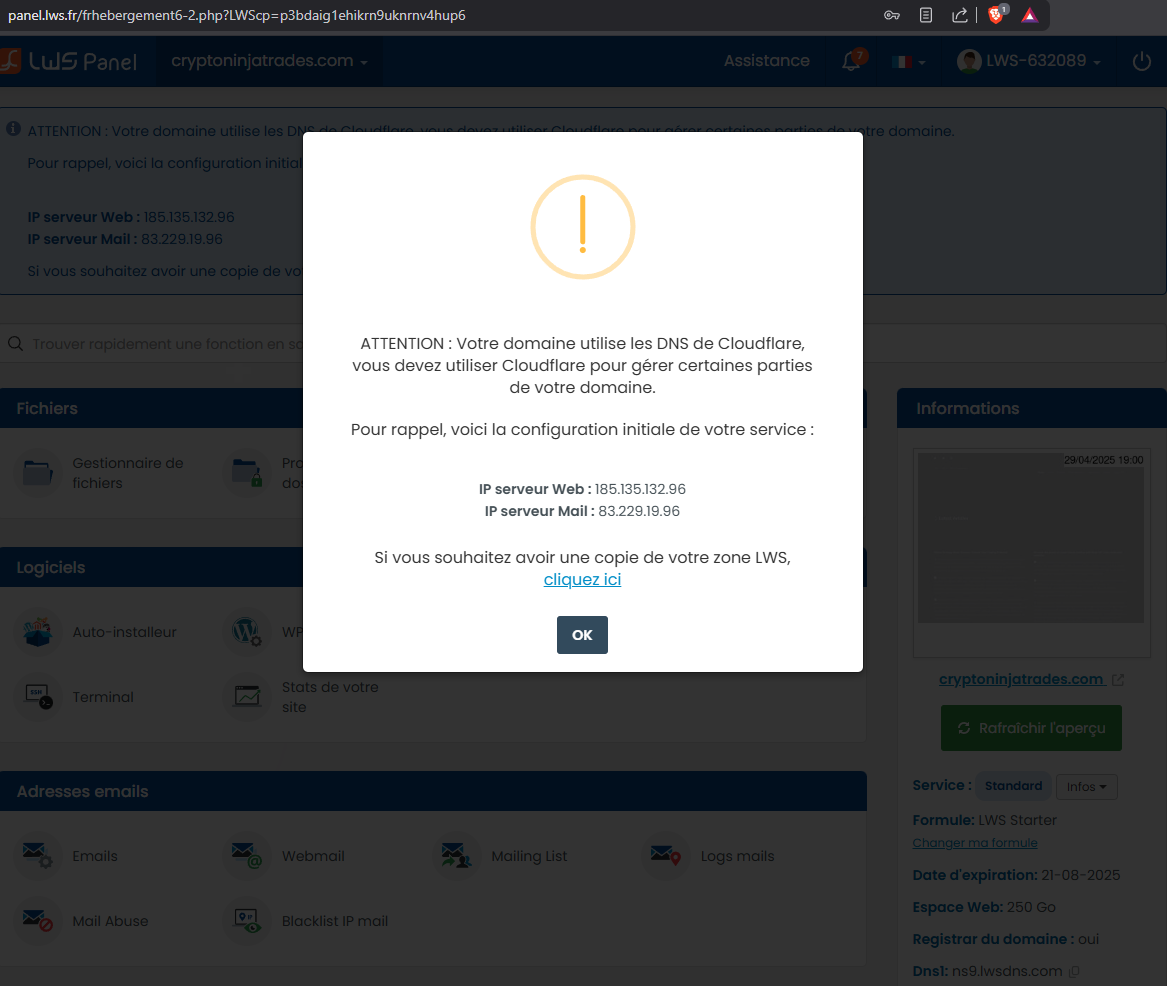 panel.lws.fr/frhebergement6-2.php?LWScp=p3bdaig1ehikrn9uknrnv4hup6
1
LWS Panel
cryptoninjatrades.com
Assistance
7
LWS-632089
ATTENTION : Votre domaine utilise les DNS de Cloudflare, vous devez utiliser Cloudflare pour gérer certaines parties de votre domaine.
Pour rappel, voici la configuration initial
IP serveur Web : 185.135.132.96
IP serveur Mail : 83.229.19.96
Si vous souhaitez avoir une copie de vo
ATTENTION : Votre domaine utilise les DNS de Cloudflare,
vous devez utiliser Cloudflare pour gérer certaines parties
de votre domaine.
Pour rappel, voici la configuration initiale de votre service :
IP serveur Web : 185.135.132.96
IP serveur Mail : 83.229.19.96
Si vous souhaitez avoir une copie de votre zone LWS,
cliquez ici
OK
Trouver rapidement une fonction en sa
Fichiers
Gestionnaire de
fichiers
Pro
dos
Logiciels
Auto-installeur
WP
Terminal
Stats de votre
site
Adresses emails
Emails
Webmail
Mailing List
Logs mails
Mail Abuse
Blacklist IP mail
Informations
29/04/2025 19:00
cryptoninjatrades.com
Rafraîchir l'aperçu
Service : Standard Infos
Formule: LWS Starter
Changer ma formule
Date d'expiration: 21-08-2025
Espace Web: 250 Go
Registrar du domaine : oui
Dns1: ns9.lwsdns.com